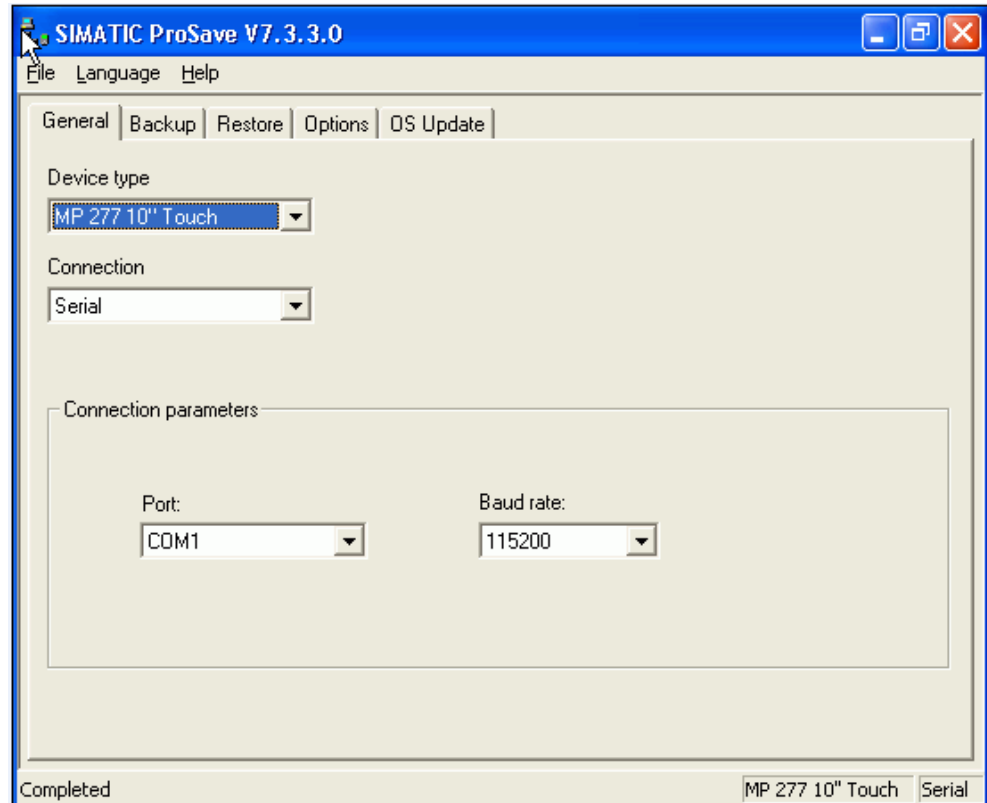 SIMATIC ProSave V7.3.3.0
File Language Help
General Backup Restore Options OS Update
Device type
MP 277 10" Touch
Connection
Serial
Connection parameters
Port: Baud rate:
COM1 115200
Completed MP 277 10" Touch Serial